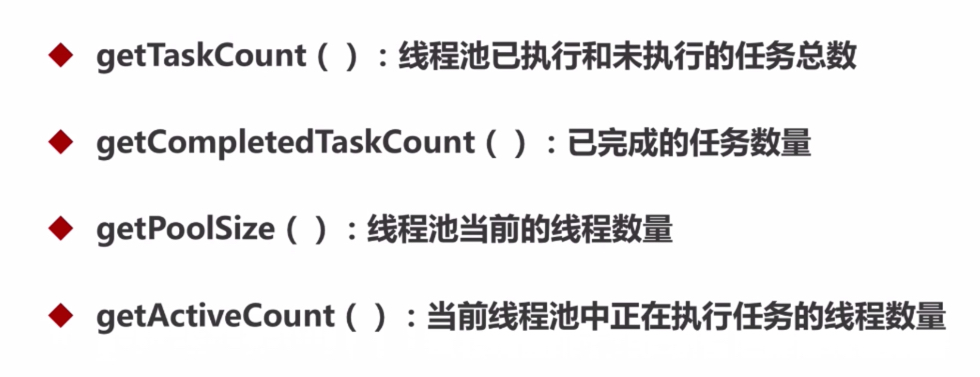 ◆ getTaskCount（ ）：线程池已执行和未执行的任务总数
◆ getCompletedTaskCount（ ）：已完成的任务数量
◆ getPoolSize（ ）：线程池当前的线程数量
◆ getActiveCount（ ）：当前线程池中正在执行任务的线程数量